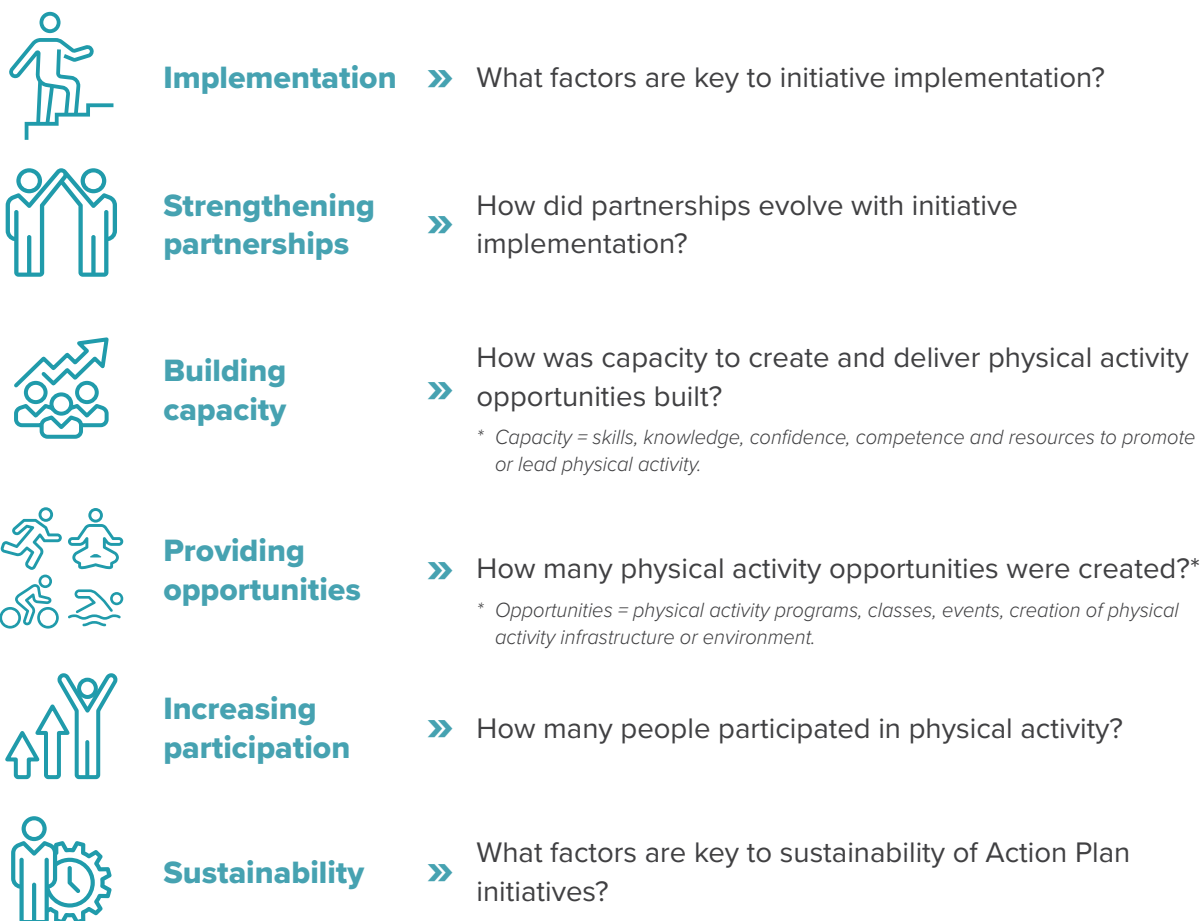 Implementation » What factors are key to initiative implementation?
Strengthening
partnerships
»
How did partnerships evolve with initiative
implementation?
Building
capacity
»
How was capacity to create and deliver physical activity
opportunities built?
* Capacity = skills, knowledge, confidence, competence and resources to promote
or lead physical activity.
Providing
opportunities
»
How many physical activity opportunities were created?*
* Opportunities = physical activity programs, classes, events, creation of physical
activity infrastructure or environment.
Increasing
participation
»
How many people participated in physical activity?
Sustainability
»
What factors are key to sustainability of Action Plan
initiatives?